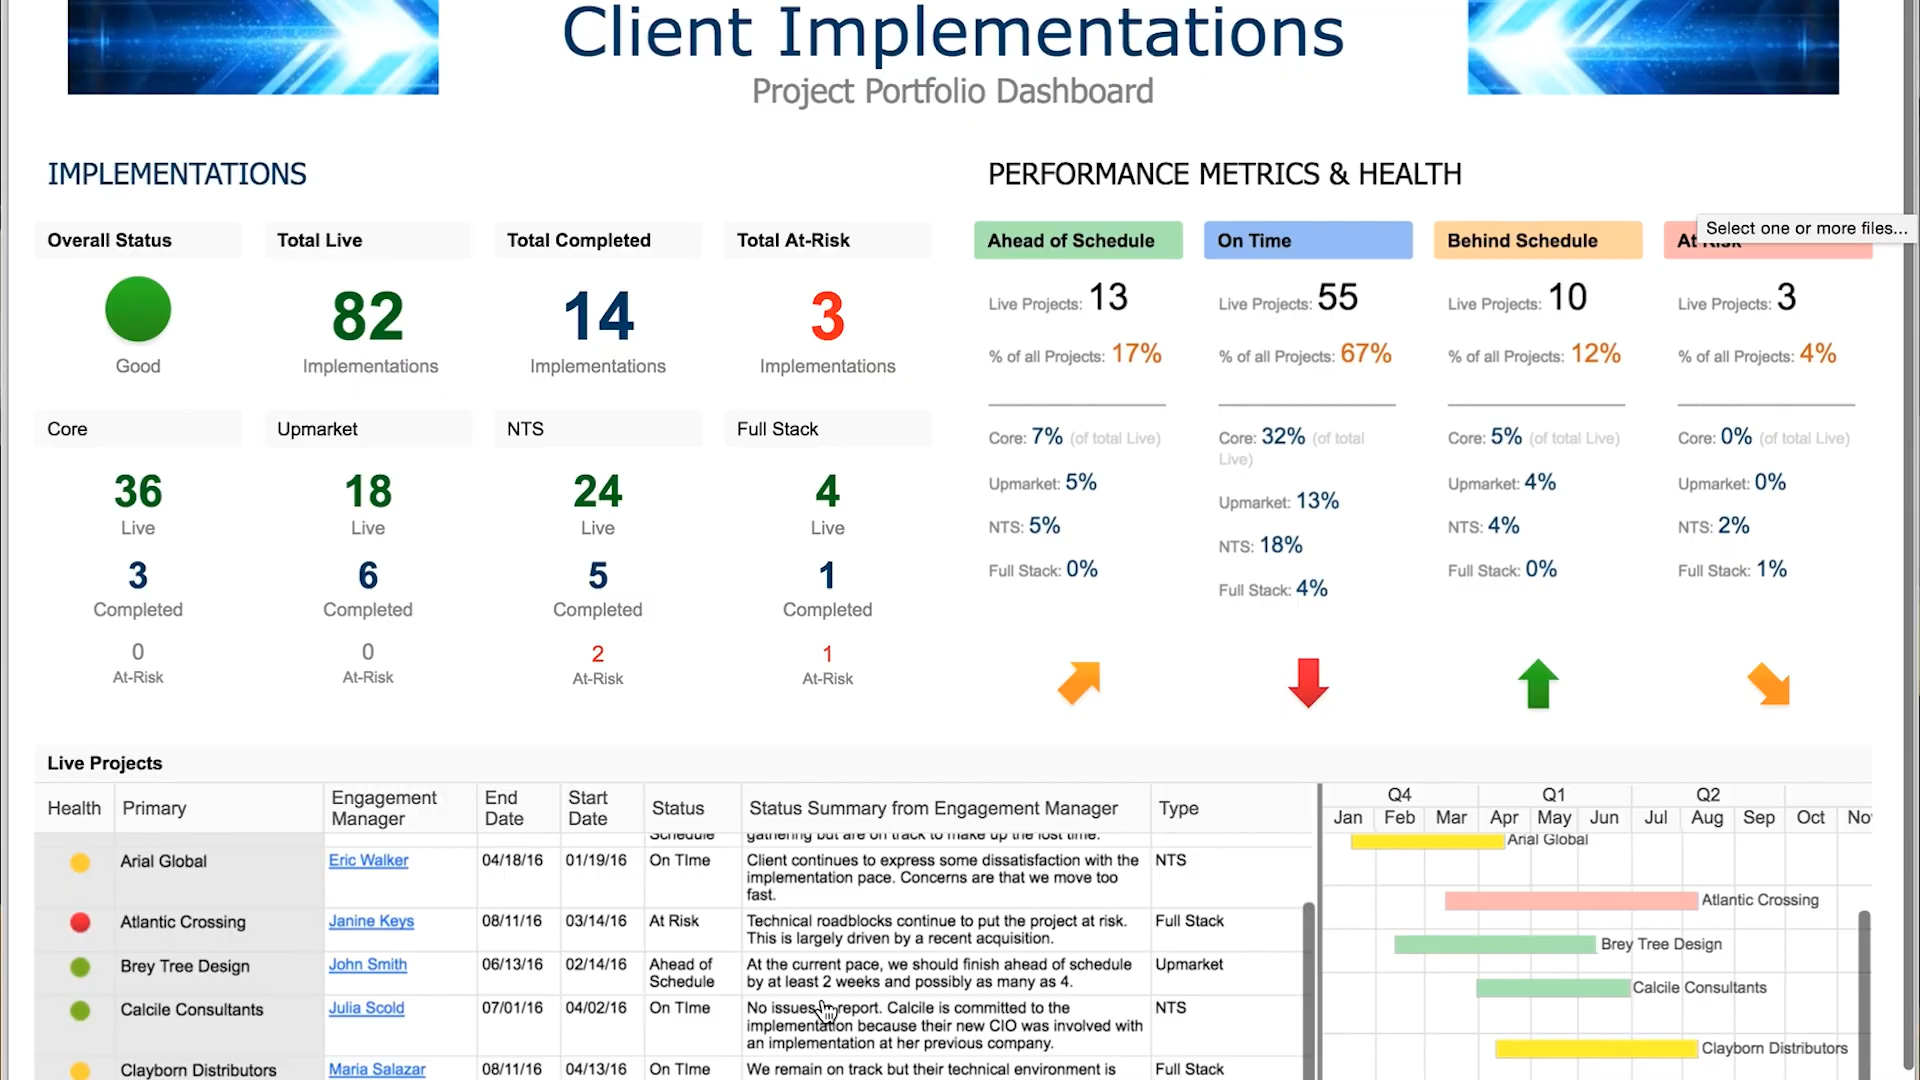 Client Implementations
Project Portfolio Dashboard
IMPLEMENTATIONS
PERFORMANCE METRICS & HEALTH
Overall Status
Total Live
Total Completed
Total At-Risk
Good
82
Implementations
14
Implementations
3
Implementations
Core
Upmarket
NTS
Full Stack
36
Live
18
Live
24
Live
4
Live
3
Completed
6
Completed
5
Completed
1
Completed
0
At-Risk
0
At-Risk
2
At-Risk
1
At-Risk
Ahead of Schedule
Live Projects: 13
% of all Projects: 17%
Core: 7% (of total Live)
Upmarket: 5%
NTS: 5%
Full Stack: 0%
On Time
Live Projects: 55
% of all Projects: 67%
Core: 32% (of total
Live)
Upmarket: 13%
NTS: 18%
Full Stack: 4%
Behind Schedule
Live Projects: 10
% of all Projects: 12%
Core: 5% (of total Live)
Upmarket: 4%
NTS: 4%
Full Stack: 0%
At Risk
Select one or more files...
Live Projects: 3
% of all Projects: 4%
Core: 0% (of total Live)
Upmarket: 0%
NTS: 2%
Full Stack: 1%
Live Projects
Health
Primary
Engagement
Manager
End
Date
Start
Date
Status
Status Summary from Engagement Manager
Type
Schedule
gathering but are on track to make up the lost time.
Arial Global
Eric Walker
04/18/16
01/19/16
On TIme
Client continues to express some dissatisfaction with the
implementation pace. Concerns are that we move too
fast.
NTS
Atlantic Crossing
Janine Keys
08/11/16
03/14/16
At Risk
Technical roadblocks continue to put the project at risk.
This is largely driven by a recent acquisition.
Full Stack
Brey Tree Design
John Smith
06/13/16
02/14/16
Ahead of
Schedule
At the current pace, we should finish ahead of schedule
by at least 2 weeks and possibly as many as 4.
Upmarket
Calcile Consultants
Julia Scold
07/01/16
04/02/16
On TIme
No issues to report. Calcile is committed to the
implementation because their new CIO was involved with
an implementation at her previous company.
NTS
Clayborn Distributors
Maria Salazar
08/11/16
04/13/16
On TIme
We remain on track but their technical environment is
Full Stack
Q4
Q1
Q2
Jan
Feb
Mar
Apr
May
Jun
Jul
Aug
Sep
Oct
No
Arial Global
Atlantic Crossing
Brey Tree Design
Calcile Consultants
Clayborn Distributors